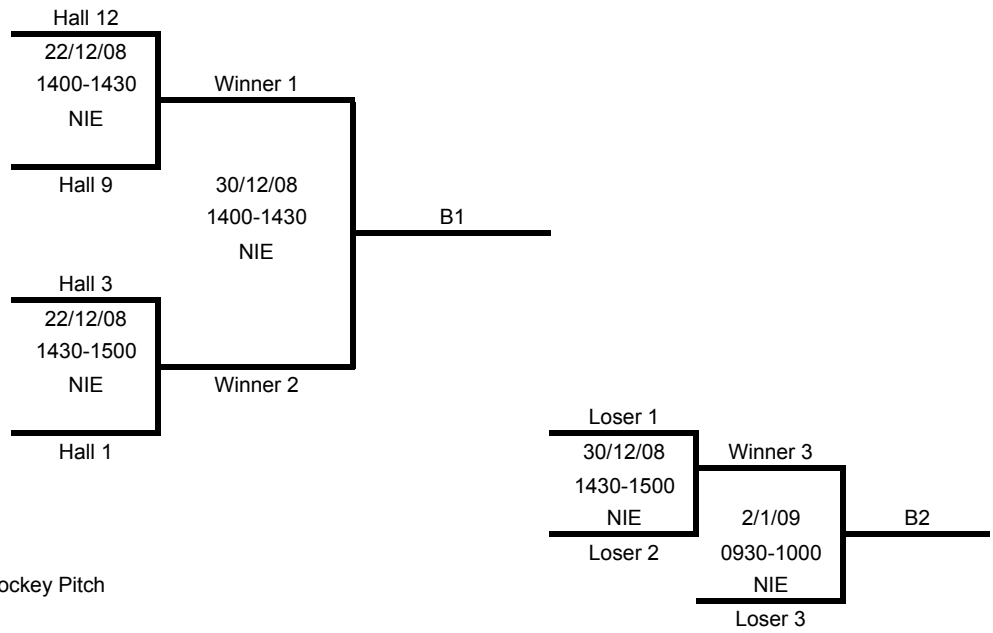 Hall 12
22/12/08
1400-1430
NIE
Hall 9
Winner 1
30/12/08
1400-1430
NIE
B1
Hall 3
22/12/08
1430-1500
NIE
Hall 1
Winner 2
Loser 1
30/12/08
1430-1500
NIE
Loser 2
Winner 3
2/1/09
0930-1000
NIE
Loser 3
B2
ockey Pitch